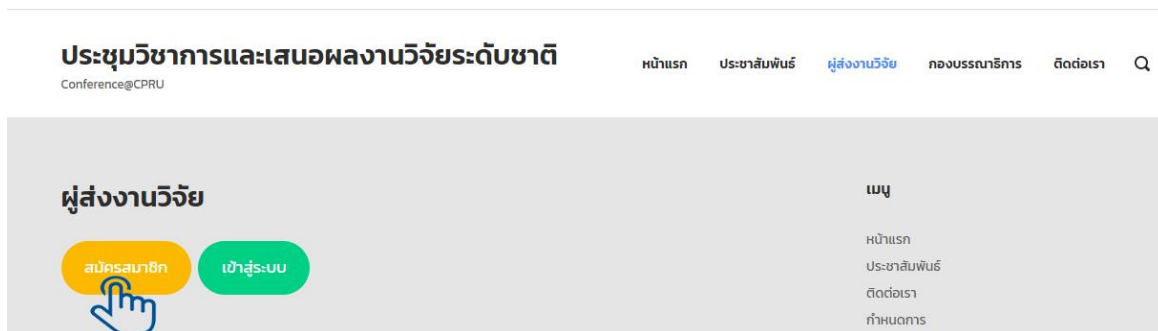 ประชุมวิชาการและเสนอผลงานวิจัยระดับชาติ
Conference@CPRU
หน้าแรก ประชาสัมพันธ์ ผู้ส่งงานวิจัย กองบรรณาธิการ ติดต่อเรา
ผู้ส่งงานวิจัย
สมัครสมาชิก เข้าสู่ระบบ
เมนู
หน้าแรก
ประชาสัมพันธ์
ติดต่อเรา
กำหนดการ